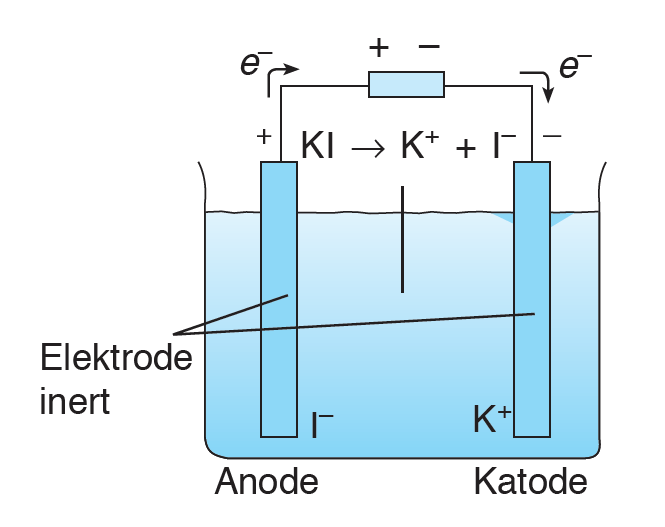 + −
e⁻
e⁻
+
KI → K⁺ + I⁻
−
Elektrode
inert
I⁻
K⁺
Anode
Katode